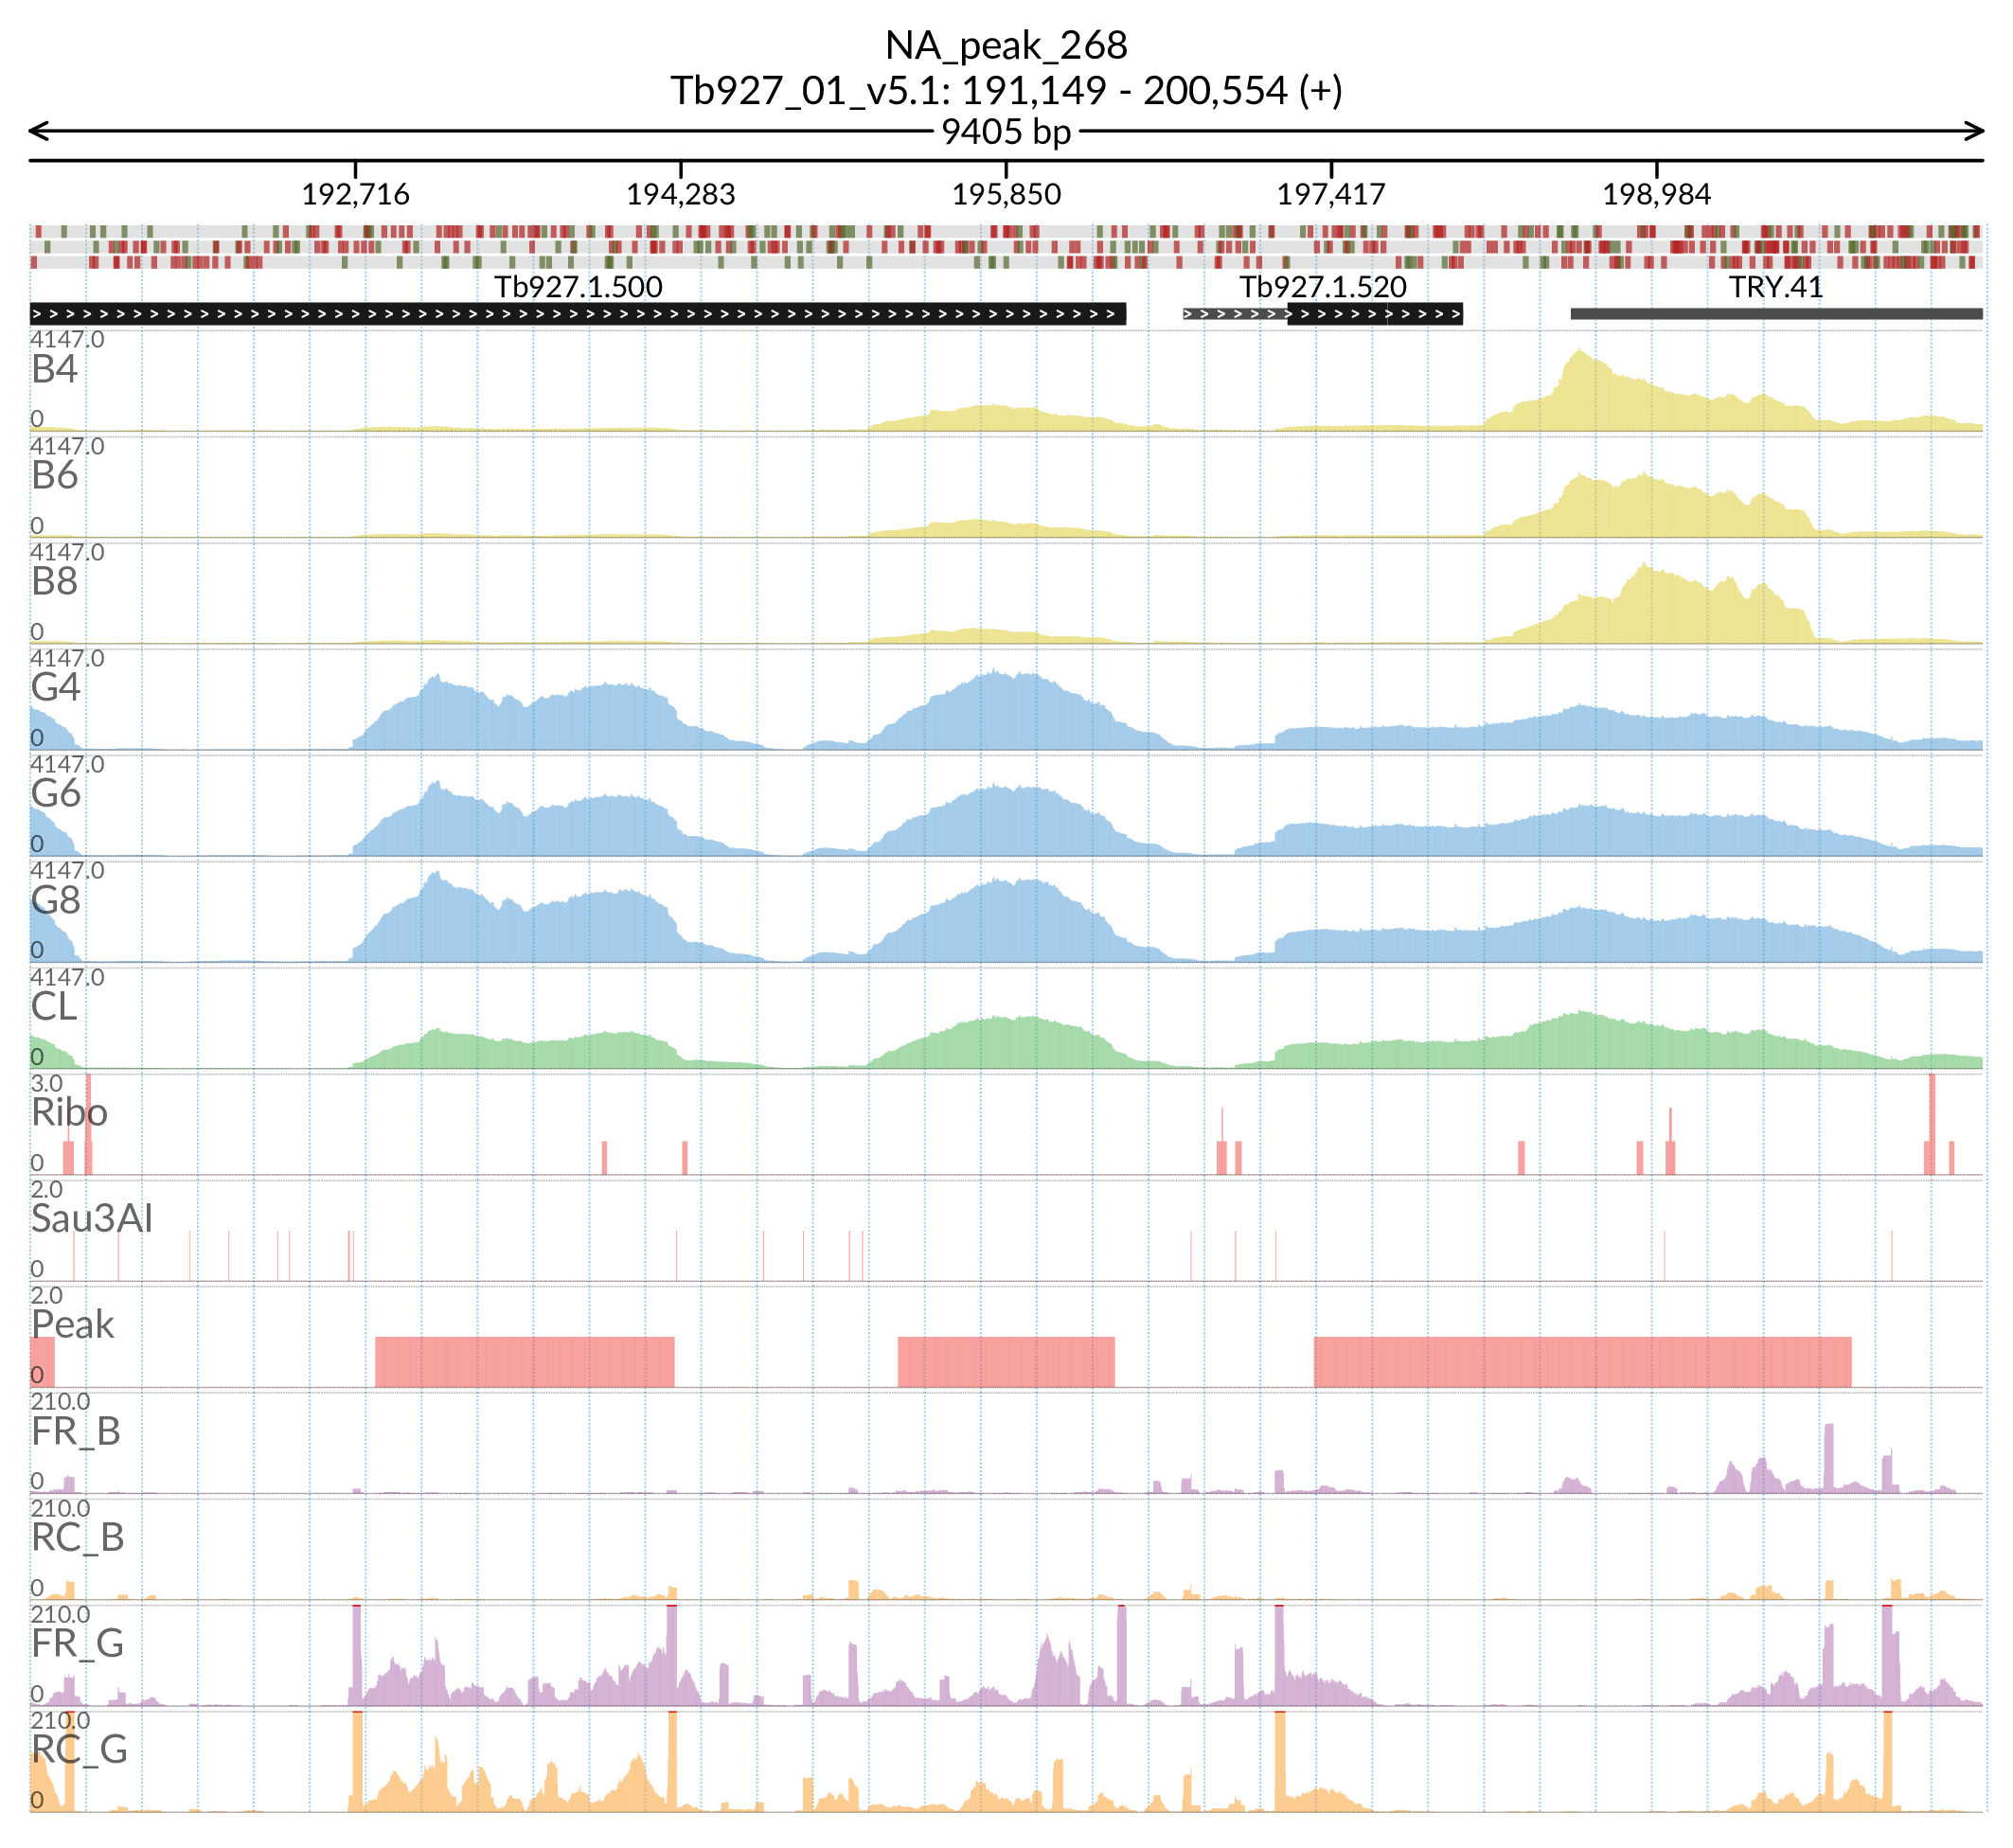 NA_peak_268
Tb927_01_v5.1: 191,149 - 200,554 (+)
9405 bp
192,716 194,283 195,850 197,417 198,984
Tb927.1.500 Tb927.1.520 TRY.41
4147.0
B4
0
4147.0
B6
0
4147.0
B8
0
4147.0
G4
0
4147.0
G6
0
4147.0
G8
0
4147.0
CL
0
3.0
Ribo
0
2.0
Sau3AI
0
2.0
Peak
0
210.0
FR_B
0
210.0
RC_B
0
210.0
FR_G
0
210.0
RC_G
0